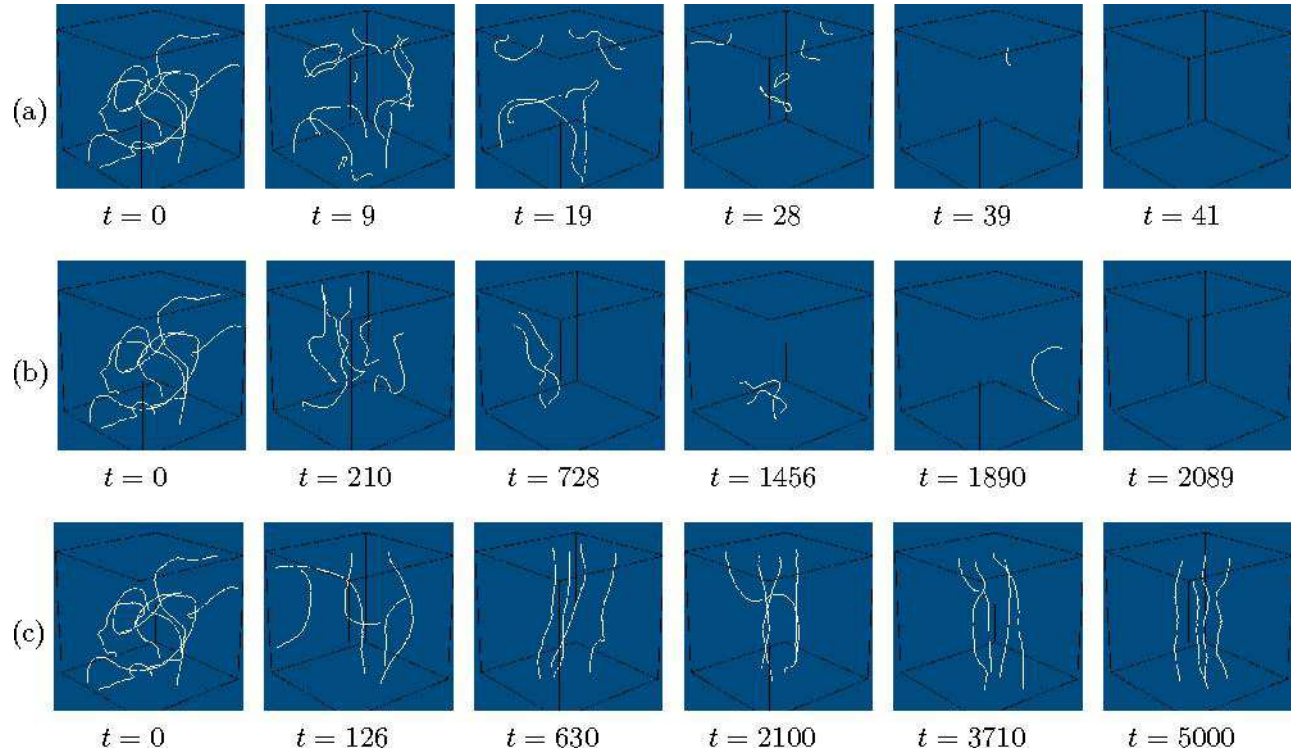 (a)
t = 0 t = 9 t = 19 t = 28 t = 39 t = 41
(b)
t = 0 t = 210 t = 728 t = 1456 t = 1890 t = 2089
(c)
t = 0 t = 126 t = 630 t = 2100 t = 3710 t = 5000